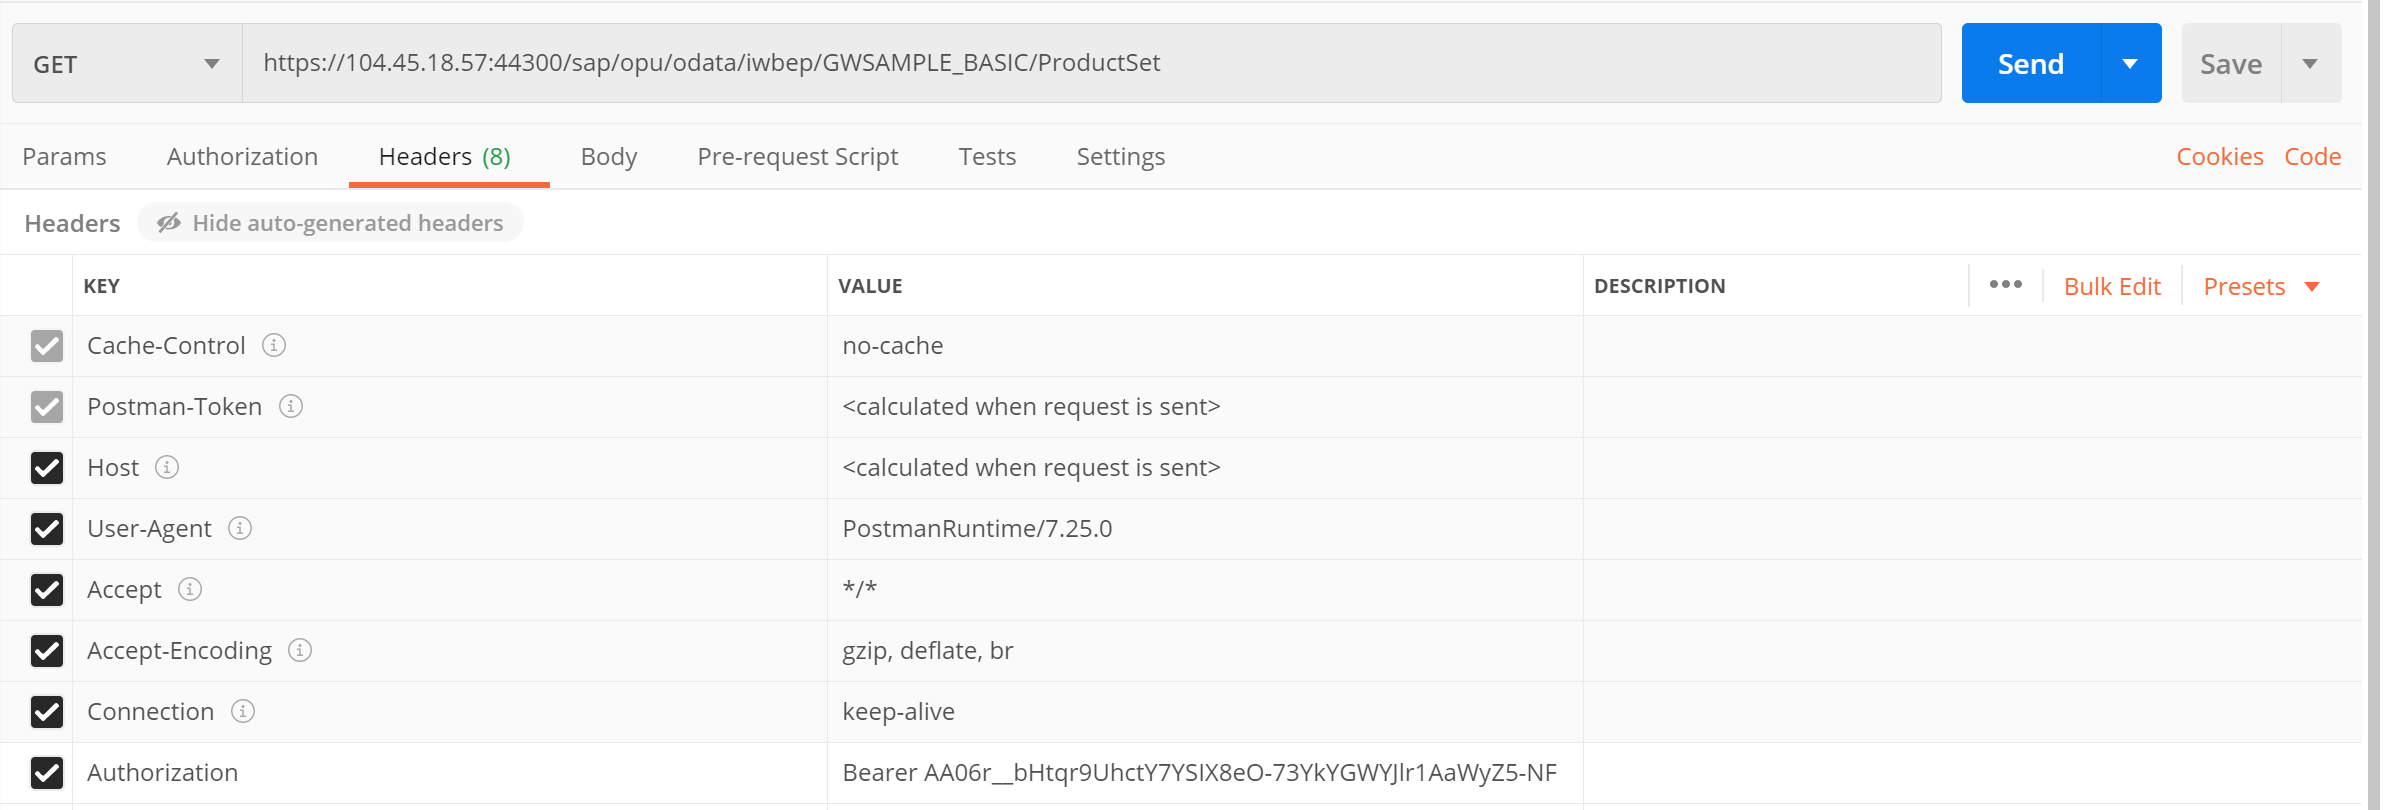 GET https://104.45.18.57:44300/sap/opu/odata/iwbep/GWSAMPLE_BASIC/ProductSet Send Save
Params Authorization Headers (8) Body Pre-request Script Tests Settings Cookies Code
Headers Hide auto-generated headers
KEY VALUE DESCRIPTION ••• Bulk Edit Presets
Cache-Control no-cache
Postman-Token <calculated when request is sent>
Host <calculated when request is sent>
User-Agent PostmanRuntime/7.25.0
Accept */*
Accept-Encoding gzip, deflate, br
Connection keep-alive
Authorization Bearer AA06r__bHtqr9UhctY7YSIX8eO-73YkYGWYJlr1AaWyZ5-NF